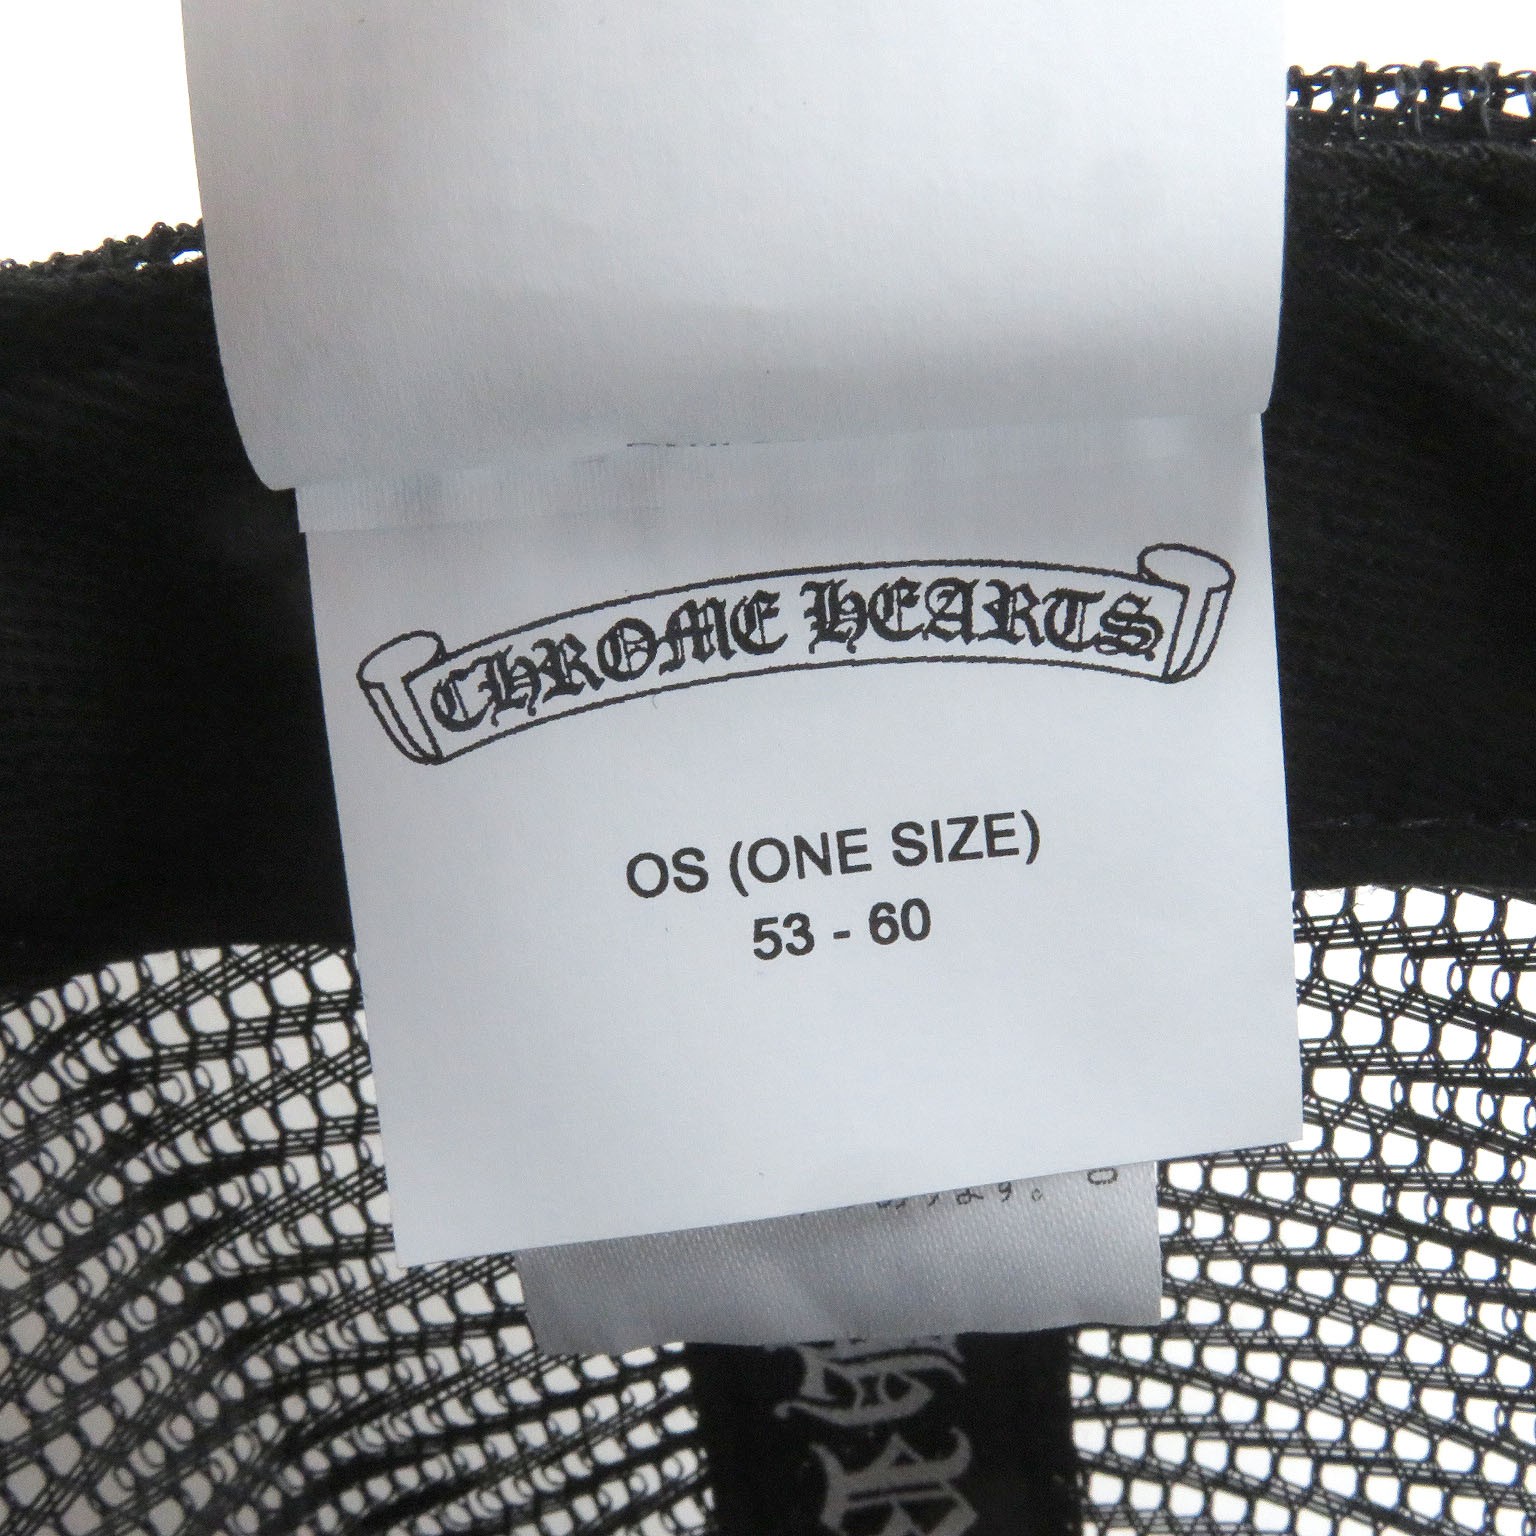 CHROME HEARTS
OS (ONE SIZE)
53 - 60